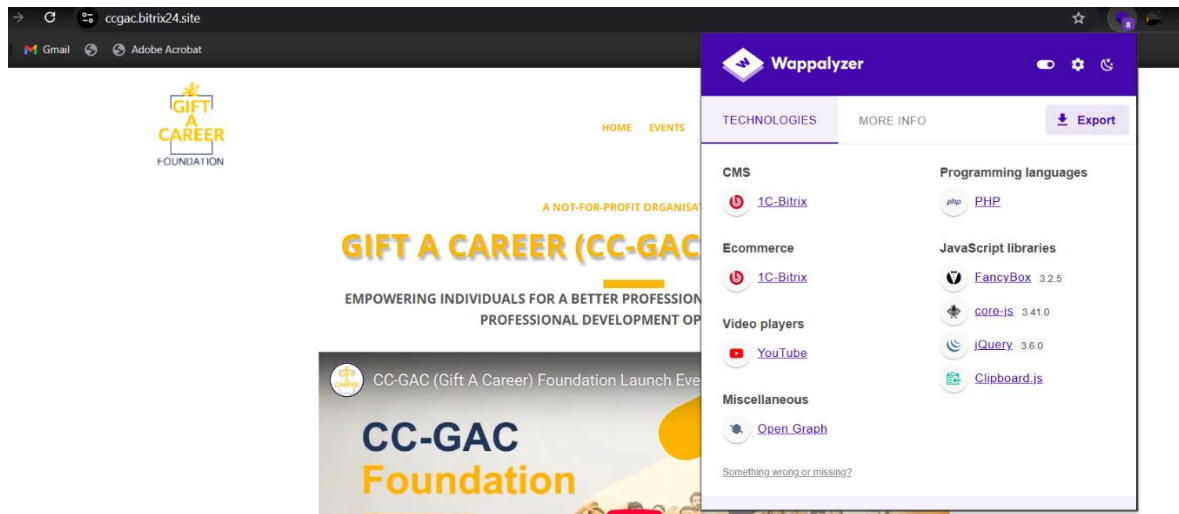 ccgac.bitrix24.site
8
Gmail
Adobe Acrobat
GIFT
A
CAREER
FOUNDATION
HOME EVENTS
A NOT-FOR-PROFIT ORGANISA
GIFT A CAREER (CC-GAC
EMPOWERING INDIVIDUALS FOR A BETTER PROFESSION
PROFESSIONAL DEVELOPMENT OP
CC-GAC (Gift A Career) Foundation Launch Eve
CC-GAC
Foundation
Wappalyzer
TECHNOLOGIES MORE INFO Export
CMS
1C-Bitrix
Ecommerce
1C-Bitrix
Video players
YouTube
Miscellaneous
Open Graph
Programming languages
php PHP
JavaScript libraries
FancyBox 3.2.5
core-js 3.41.0
jQuery 3.6.0
Clipboard.js
Something wrong or missing?